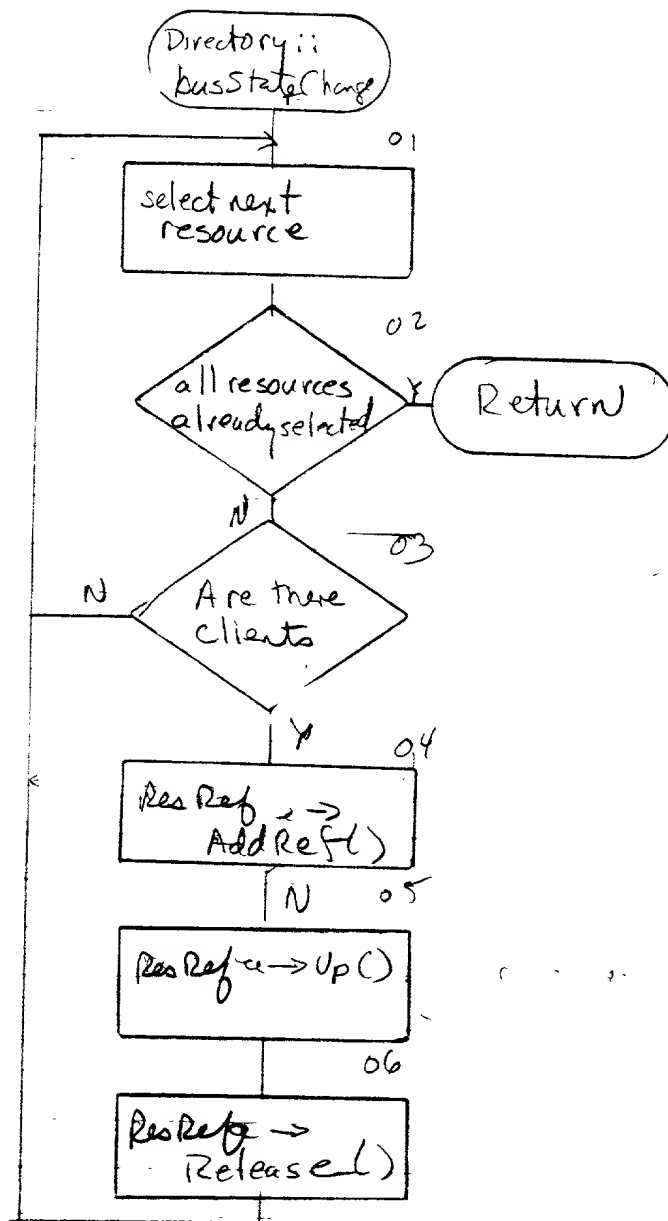 Directory::
busStateChange
01
select next
resource
02
all resources
already selected
Y
Return
N
03
N
Are there
clients
Y
04
ResRef →
AddRef()
N
05
ResRef → Up()
06
ResRef →
Release()